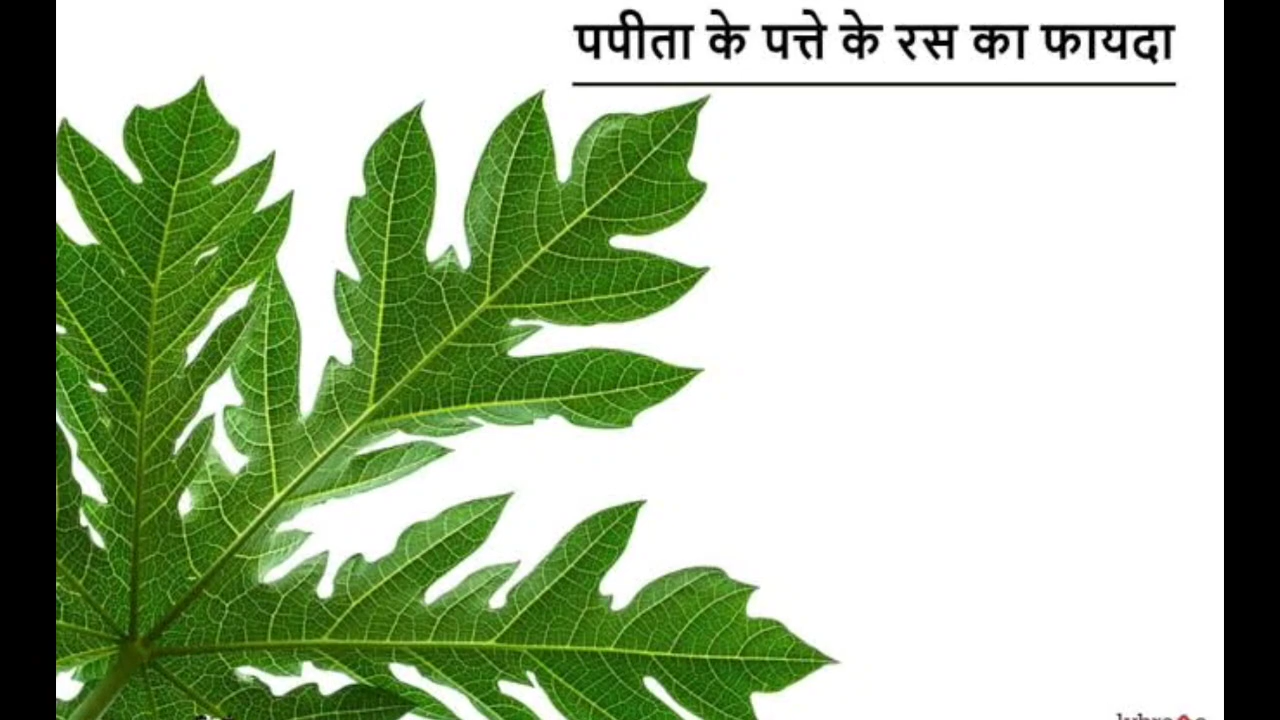 पपीता के पत्ते के रस का फायदा